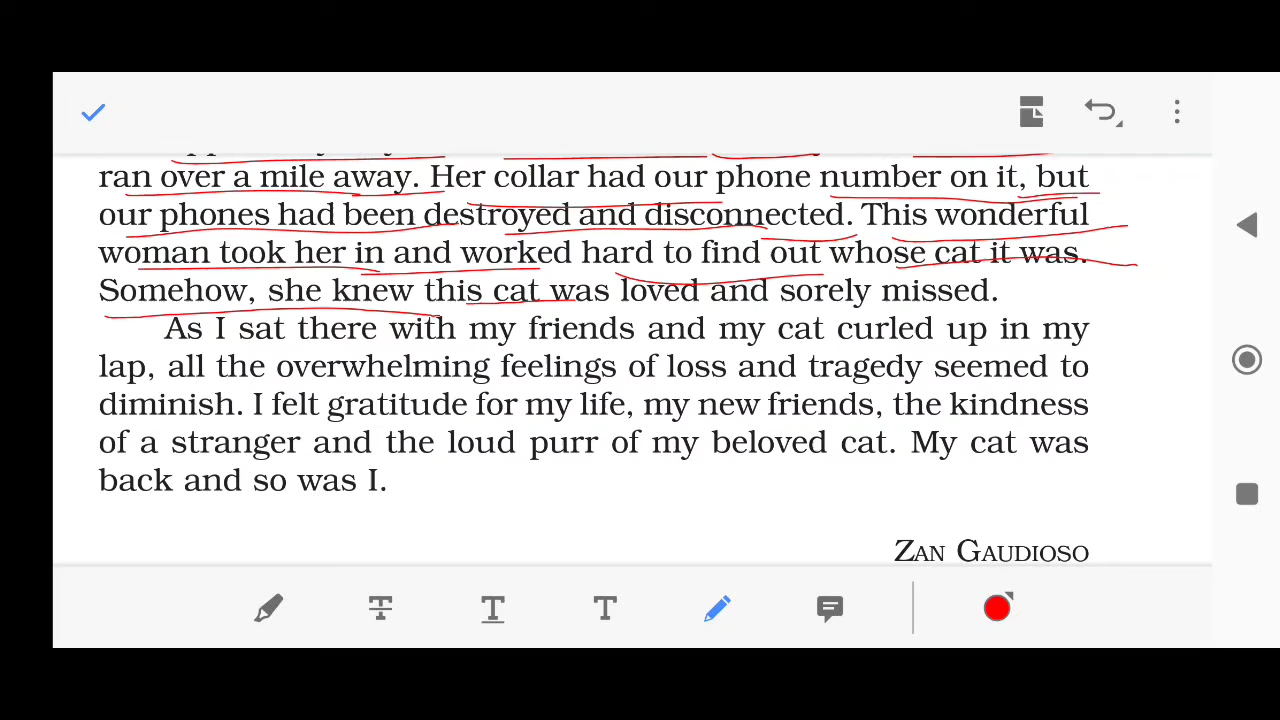 ran over a mile away. Her collar had our phone number on it, but
our phones had been destroyed and disconnected. This wonderful
woman took her in and worked hard to find out whose cat it was.
Somehow, she knew this cat was loved and sorely missed.
As I sat there with my friends and my cat curled up in my
lap, all the overwhelming feelings of loss and tragedy seemed to
diminish. I felt gratitude for my life, my new friends, the kindness
of a stranger and the loud purr of my beloved cat. My cat was
back and so was I.
ZAN GAUDIOSO